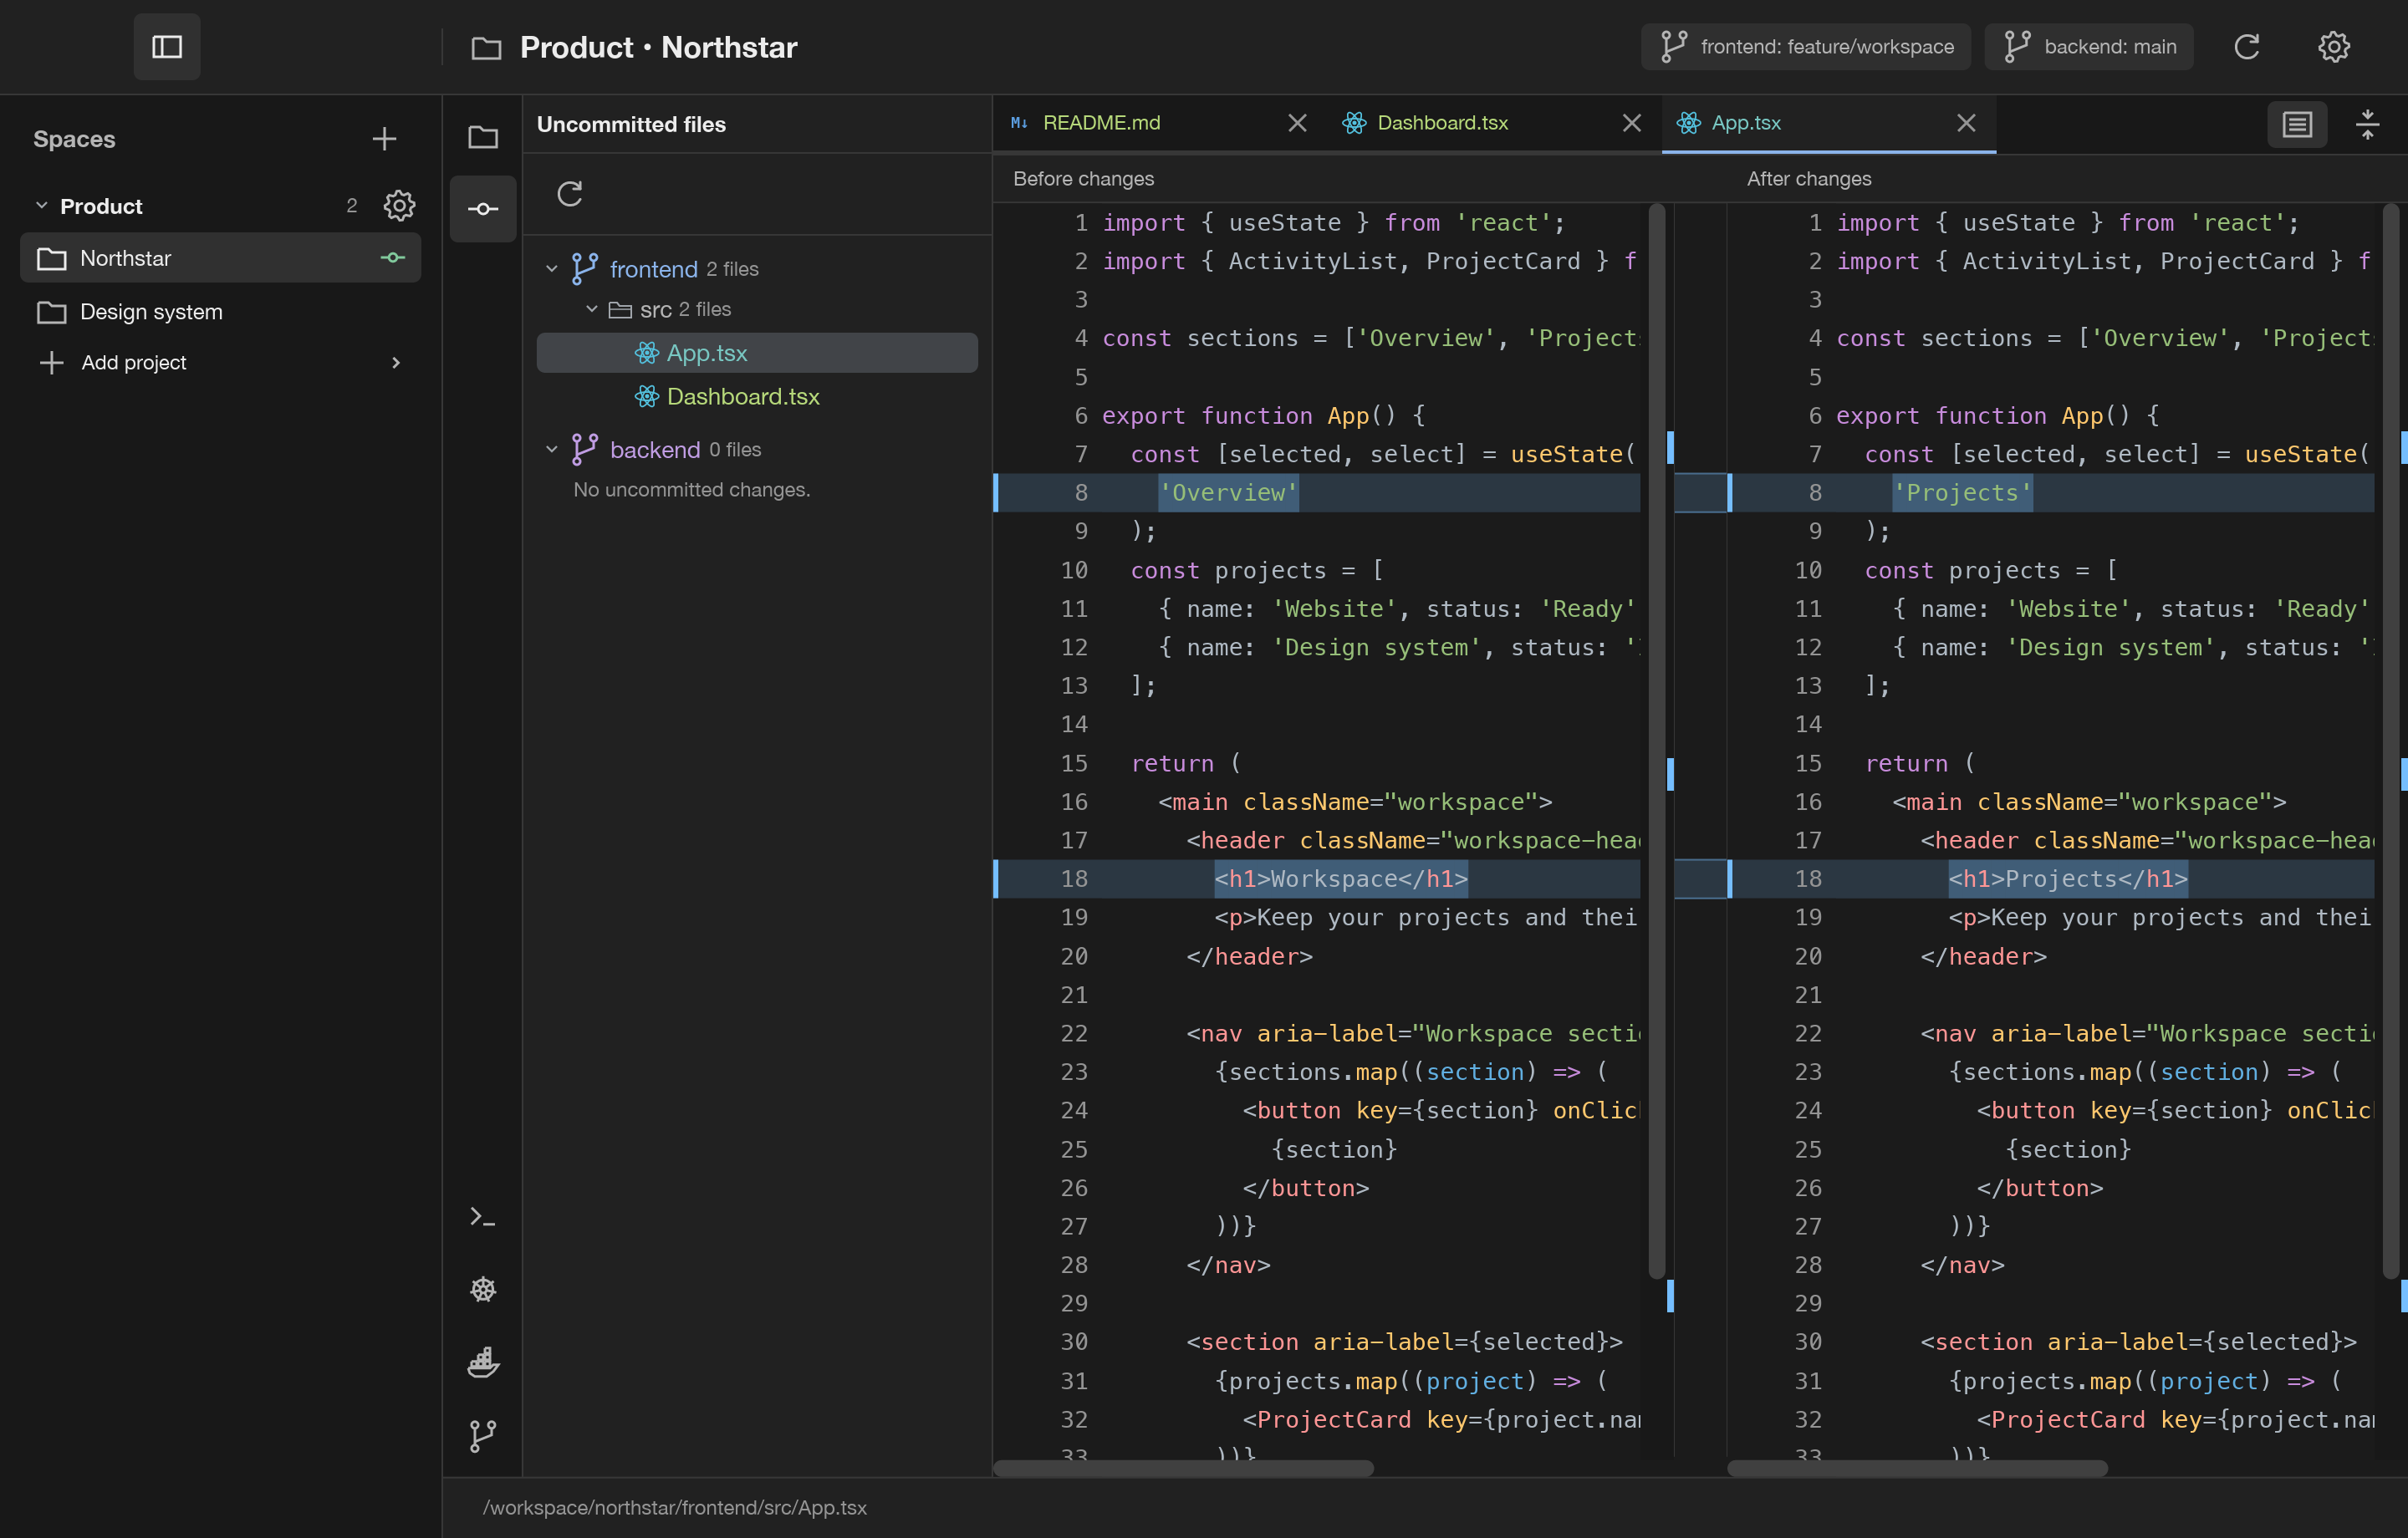 Product • Northstar
frontend: feature/workspace
backend: main
Spaces
Product 2
Northstar
Design system
Add project
Uncommitted files
frontend 2 files
src 2 files
App.tsx
Dashboard.tsx
backend 0 files
No uncommitted changes.
M↓ README.md
Dashboard.tsx
App.tsx
Before changes
1 import { useState } from 'react';
2 import { ActivityList, ProjectCard } f
3
4 const sections = ['Overview', 'Projects
5
6 export function App() {
7 const [selected, select] = useState(
8 'Overview'
9 );
10 const projects = [
11 { name: 'Website', status: 'Ready'
12 { name: 'Design system', status: '
13 ];
14
15 return (
16 <main className="workspace">
17 <header className="workspace-head
18 <h1>Workspace</h1>
19 <p>Keep your projects and thei
20 </header>
21
22 <nav aria-label="Workspace sectio
23 {sections.map((section) => (
24 <button key={section} onClick
25 {section}
26 </button>
27 ))}
28 </nav>
29
30 <section aria-label={selected}>
31 {projects.map((project) => (
32 <ProjectCard key={project.nam
33 ))}
After changes
1 import { useState } from 'react';
2 import { ActivityList, ProjectCard } f
3
4 const sections = ['Overview', 'Projects
5
6 export function App() {
7 const [selected, select] = useState(
8 'Projects'
9 );
10 const projects = [
11 { name: 'Website', status: 'Ready'
12 { name: 'Design system', status: '
13 ];
14
15 return (
16 <main className="workspace">
17 <header className="workspace-head
18 <h1>Projects</h1>
19 <p>Keep your projects and thei
20 </header>
21
22 <nav aria-label="Workspace sectio
23 {sections.map((section) => (
24 <button key={section} onClick
25 {section}
26 </button>
27 ))}
28 </nav>
29
30 <section aria-label={selected}>
31 {projects.map((project) => (
32 <ProjectCard key={project.nam
33 ))}
/workspace/northstar/frontend/src/App.tsx